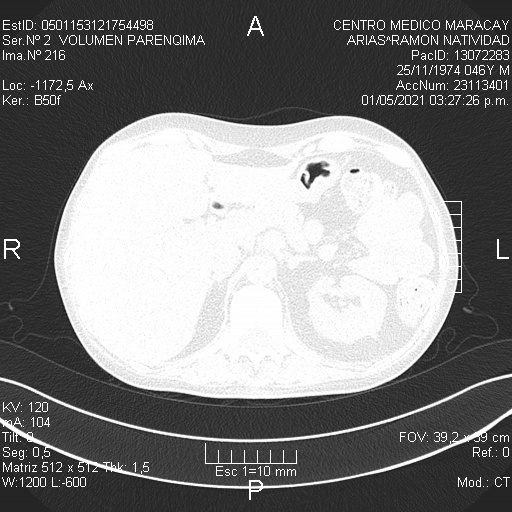 EstID: 0501153121754498
Ser.Nº 2 VOLUMEN PARENQIMA
Ima.Nº 216
Loc: -1172,5 Ax
Ker.: B50f
A
CENTRO MEDICO MARACAY
ARIAS^RAMON NATIVIDAD
PacID: 13072283
25/11/1974 046Y M
AccNum: 23113401
01/05/2021 03:27:26 p.m.
R
L
KV: 120
mA: 104
Tilt: 0
Seg: 0,5
Matriz 512 x 512 Thk: 1,5
W:1200 L:-600
Esc 1=10 mm
P
FOV: 39,2 x 39 cm
Ref.: 0
Mod.: CT